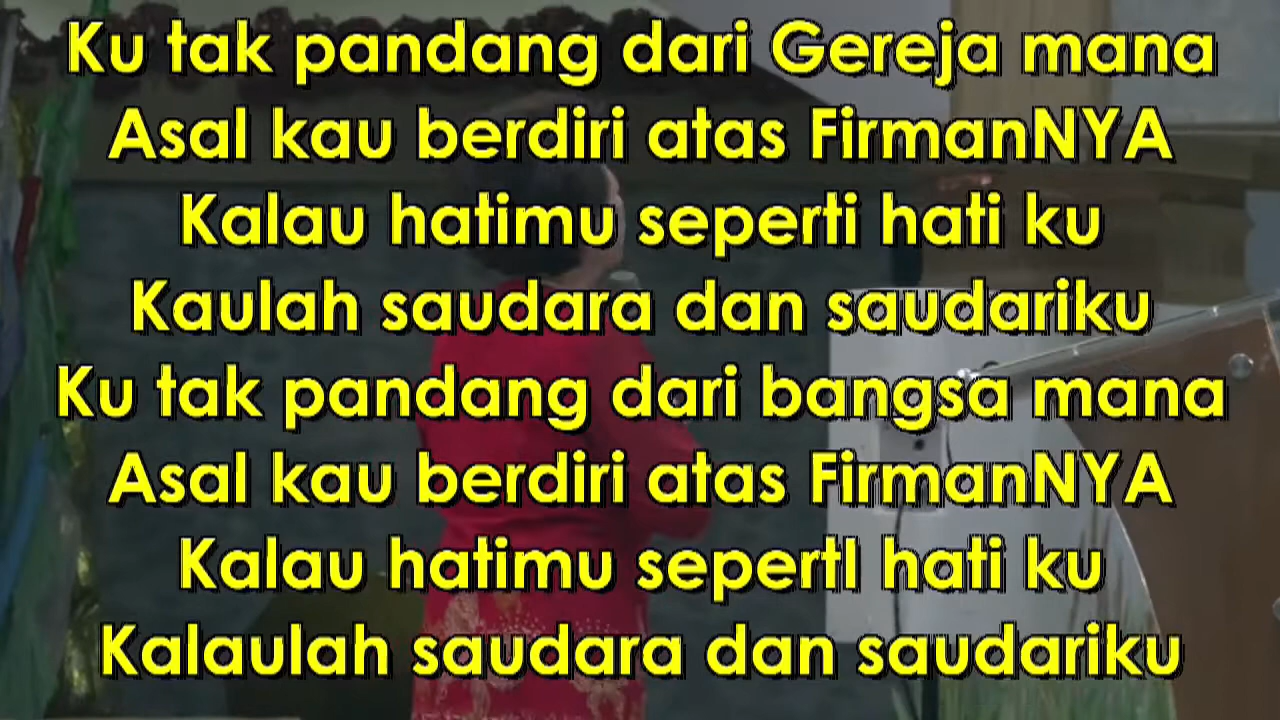 Ku tak pandang dari Gereja mana
Asal kau berdiri atas FirmanNYA
Kalau hatimu seperti hati ku
Kaulah saudara dan saudariku
Ku tak pandang dari bangsa mana
Asal kau berdiri atas FirmanNYA
Kalau hatimu sepertI hati ku
Kalaulah saudara dan saudariku